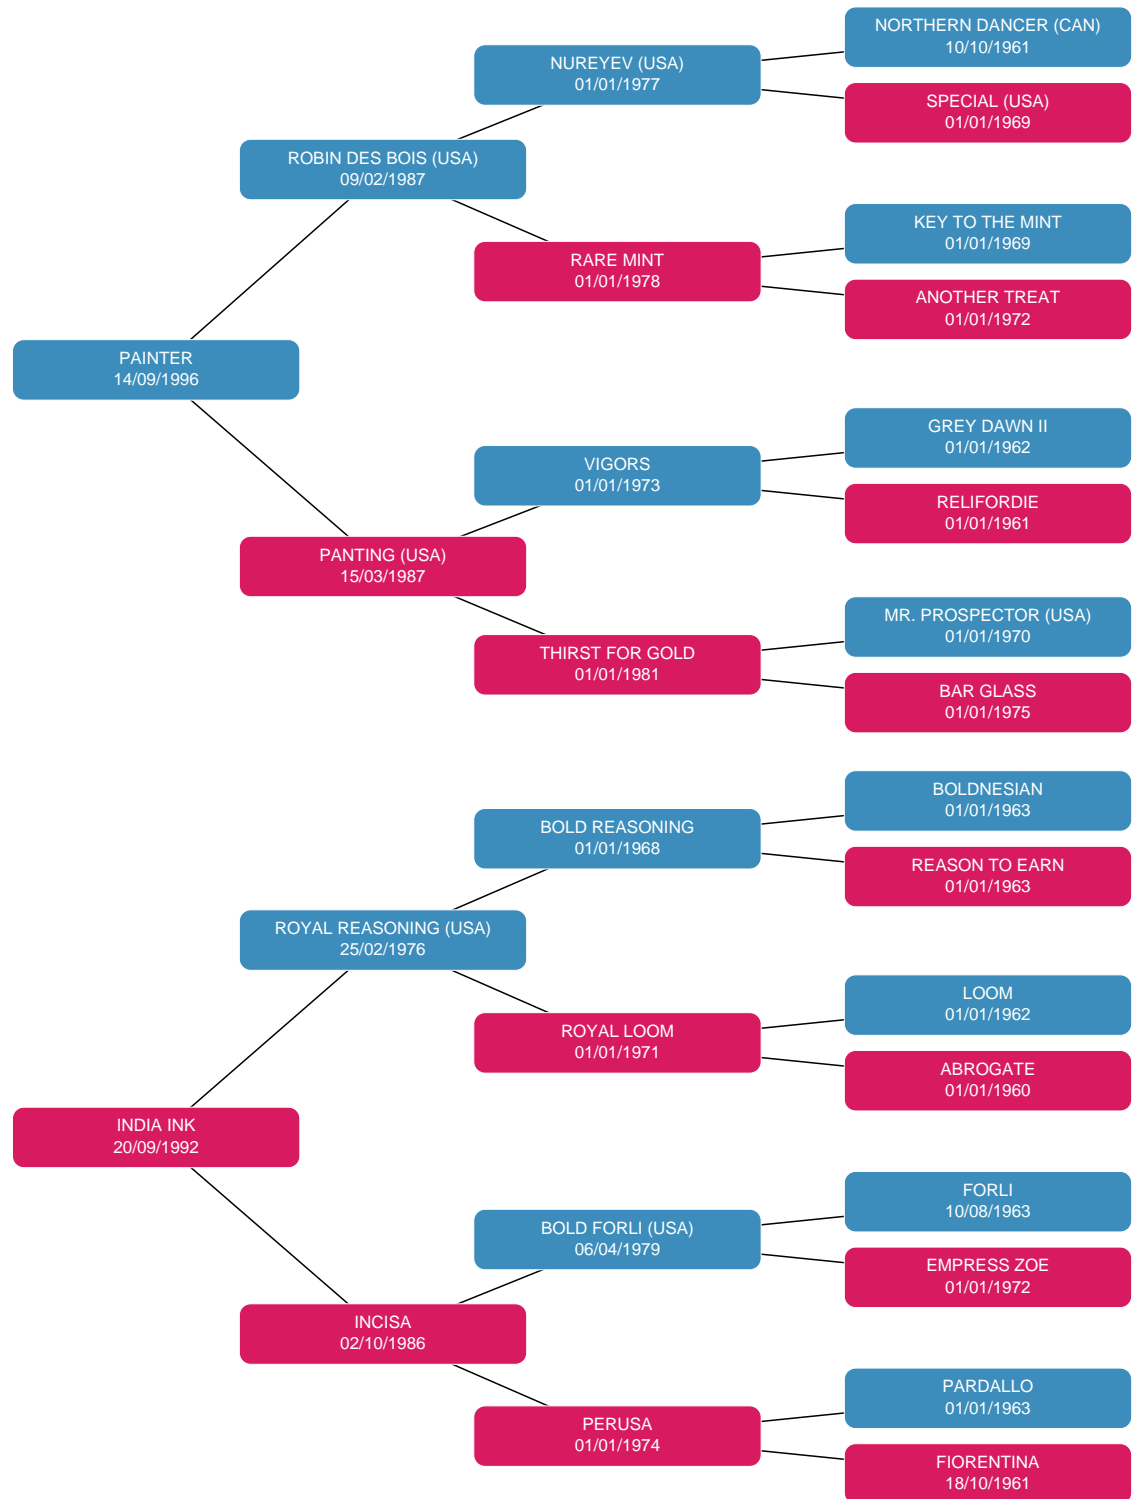 NORTHERN DANCER (CAN)
10/10/1961
NUREYEV (USA)
01/01/1977
SPECIAL (USA)
01/01/1969
ROBIN DES BOIS (USA)
09/02/1987
KEY TO THE MINT
01/01/1969
RARE MINT
01/01/1978
ANOTHER TREAT
01/01/1972
PAINTER
14/09/1996
GREY DAWN II
01/01/1962
VIGORS
01/01/1973
RELIFORDIE
01/01/1961
PANTING (USA)
15/03/1987
MR. PROSPECTOR (USA)
01/01/1970
THIRST FOR GOLD
01/01/1981
BAR GLASS
01/01/1975
BOLDNESIAN
01/01/1963
BOLD REASONING
01/01/1968
REASON TO EARN
01/01/1963
ROYAL REASONING (USA)
25/02/1976
LOOM
01/01/1962
ROYAL LOOM
01/01/1971
ABROGATE
01/01/1960
INDIA INK
20/09/1992
FORLI
10/08/1963
BOLD FORLI (USA)
06/04/1979
EMPRESS ZOE
01/01/1972
INCISA
02/10/1986
PARDALLO
01/01/1963
PERUSA
01/01/1974
FIORENTINA
18/10/1961